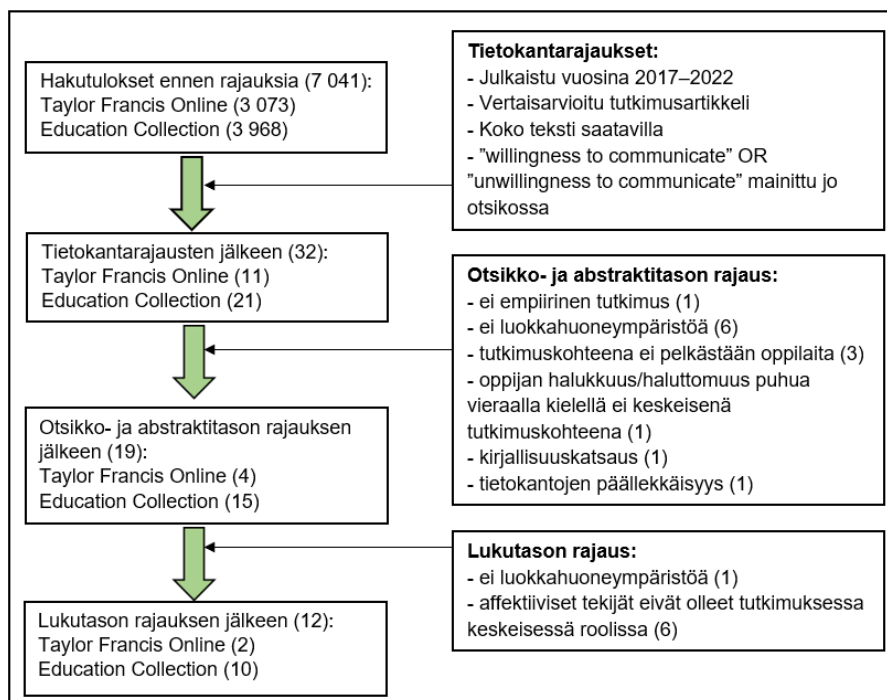 Hakutulokset ennen rajauksia (7 041):
Taylor Francis Online (3 073)
Education Collection (3 968)
Tietokantarajaukset:
- Julkaistu vuosina 2017–2022
- Vertaisarvioitu tutkimusartikkeli
- Koko teksti saatavilla
- ”willingness to communicate” OR
”unwillingness to communicate” mainittu jo
otsikossa
Tietokantarajausten jälkeen (32):
Taylor Francis Online (11)
Education Collection (21)
Otsikko- ja abstraktitason rajaus:
- ei empiirinen tutkimus (1)
- ei luokkahuoneympäristöä (6)
- tutkimuskohteena ei pelkästään oppilaita (3)
- oppijan halukkuus/haluttomuus puhua
vieraalla kielellä ei keskeisenä
tutkimuskohteena (1)
- kirjallisuuskatsaus (1)
- tietokantojen päällekkäisyys (1)
Otsikko- ja abstraktitason rajauksen
jälkeen (19):
Taylor Francis Online (4)
Education Collection (15)
Lukutason rajaus:
- ei luokkahuoneympäristöä (1)
- affektiiviset tekijät eivät olleet tutkimuksessa
keskeisessä roolissa (6)
Lukutason rajauksen jälkeen (12):
Taylor Francis Online (2)
Education Collection (10)